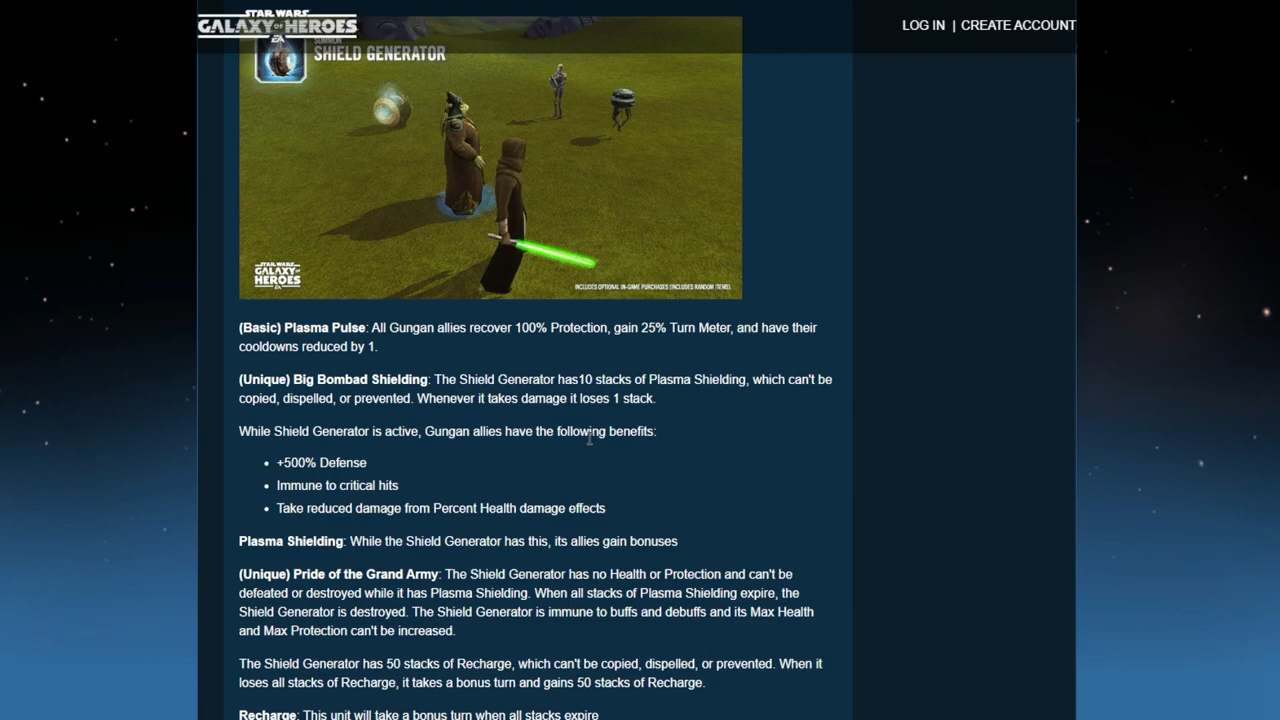 STAR WARS
GALAXY OF HEROES
EA
LOG IN | CREATE ACCOUNT
SUMMON
SHIELD GENERATOR
STAR WARS
GALAXY OF
HEROES
INCLUDES OPTIONAL IN-GAME PURCHASES (INCLUDES RANDOM ITEMS).
(Basic) Plasma Pulse: All Gungan allies recover 100% Protection, gain 25% Turn Meter, and have their
cooldowns reduced by 1.
(Unique) Big Bombad Shielding: The Shield Generator has10 stacks of Plasma Shielding, which can't be
copied, dispelled, or prevented. Whenever it takes damage it loses 1 stack.
While Shield Generator is active, Gungan allies have the following benefits:
• +500% Defense
• Immune to critical hits
• Take reduced damage from Percent Health damage effects
Plasma Shielding: While the Shield Generator has this, its allies gain bonuses
(Unique) Pride of the Grand Army: The Shield Generator has no Health or Protection and can't be
defeated or destroyed while it has Plasma Shielding. When all stacks of Plasma Shielding expire, the
Shield Generator is destroyed. The Shield Generator is immune to buffs and debuffs and its Max Health
and Max Protection can't be increased.
The Shield Generator has 50 stacks of Recharge, which can't be copied, dispelled, or prevented. When it
loses all stacks of Recharge, it takes a bonus turn and gains 50 stacks of Recharge.
Recharge: This unit will take a bonus turn when all stacks expire